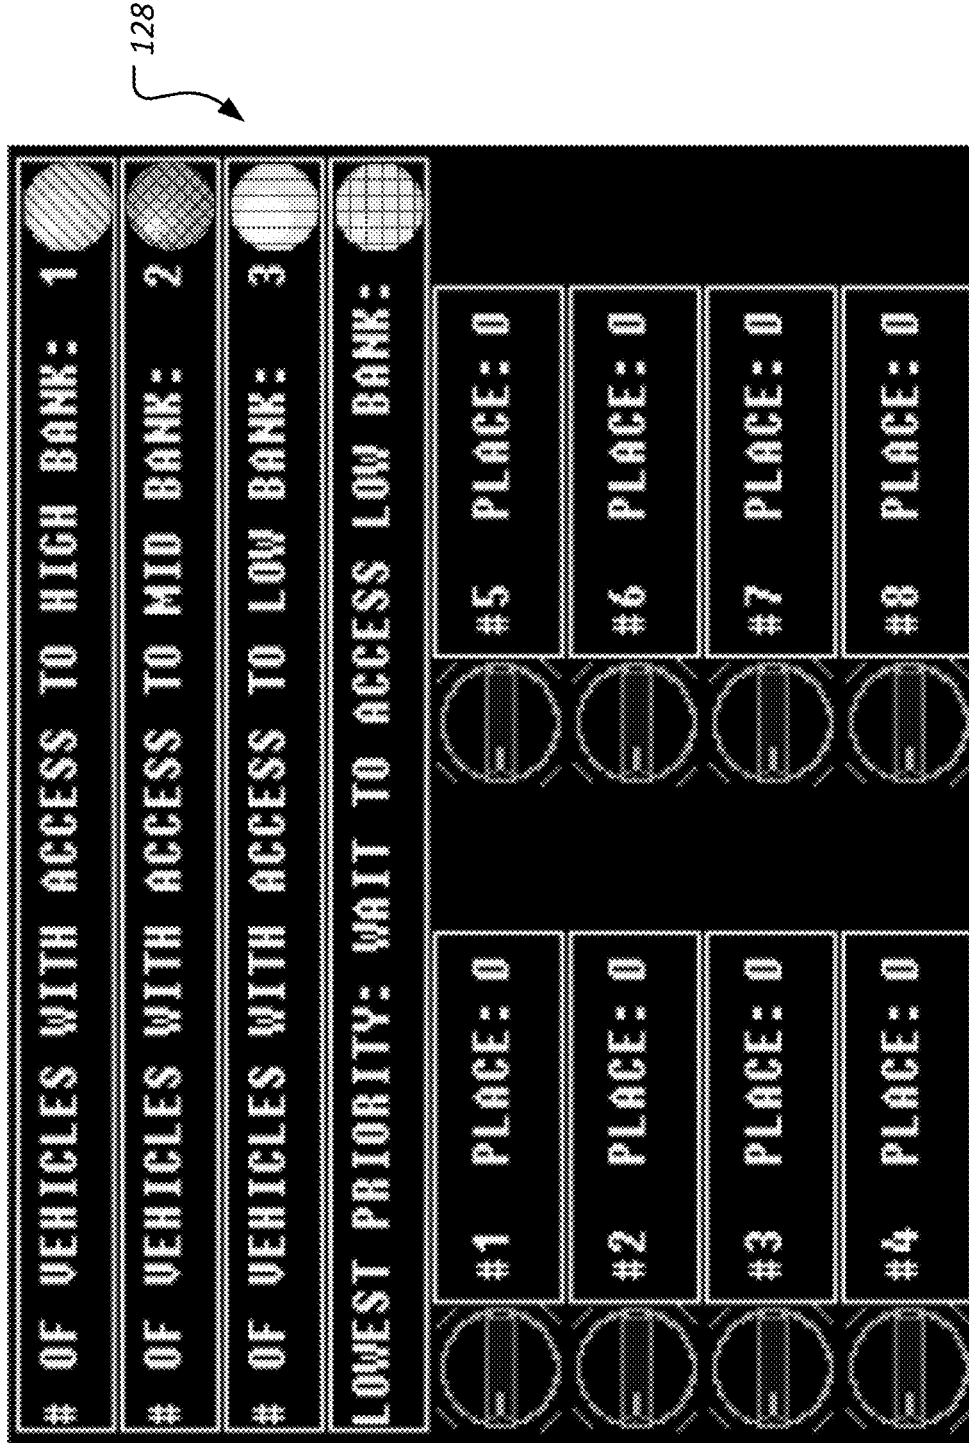 128
# OF VEHICLES WITH ACCESS TO HIGH BANK: 1
# OF VEHICLES WITH ACCESS TO MID BANK: 2
# OF VEHICLES WITH ACCESS TO LOW BANK: 3
LOWEST PRIORITY: WAIT TO ACCESS LOW BANK:
#1 PLACE: 0 #5 PLACE: 0
#2 PLACE: 0 #6 PLACE: 0
#3 PLACE: 0 #7 PLACE: 0
#4 PLACE: 0 #8 PLACE: 0